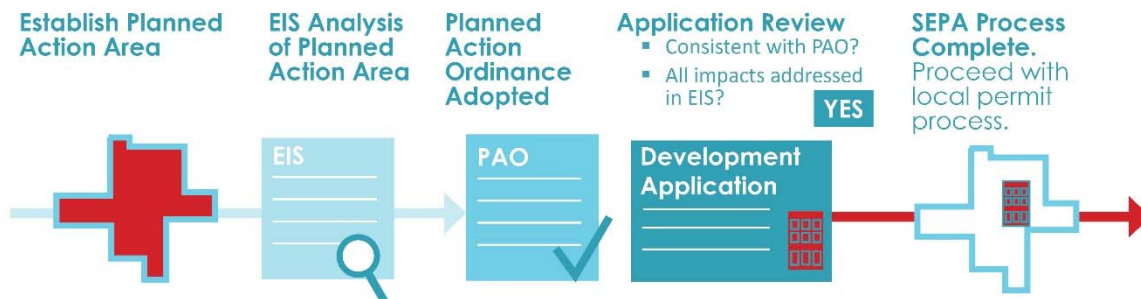 Establish Planned
Action Area
EIS Analysis
of Planned
Action Area
Planned
Action
Ordinance
Adopted
Application Review
▪ Consistent with PAO?
▪ All impacts addressed
in EIS?
YES
SEPA Process
Complete.
Proceed with
local permit
process.
EIS
PAO
Development
Application